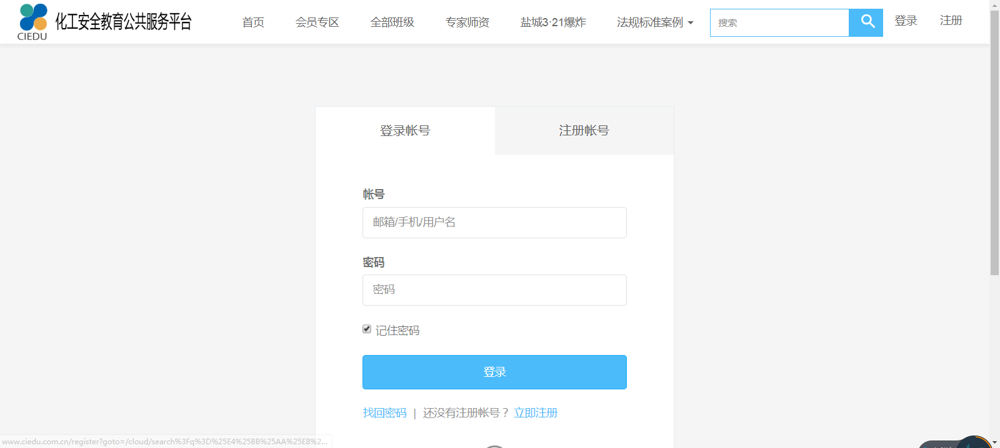 化工安全教育公共服务平台
CIEDU
首页 会员专区 全部班级 专家师资 盐城3·21爆炸 法规标准案例 搜索 登录 注册
登录帐号 注册帐号
帐号
邮箱/手机/用户名
密码
密码
记住密码
登录
找回密码 | 还没有注册帐号？ 立即注册
www.ciedu.com.cn/register?goto=/cloud/search%3Fq%3D%25E4%25BB%25AA%25E8%2...